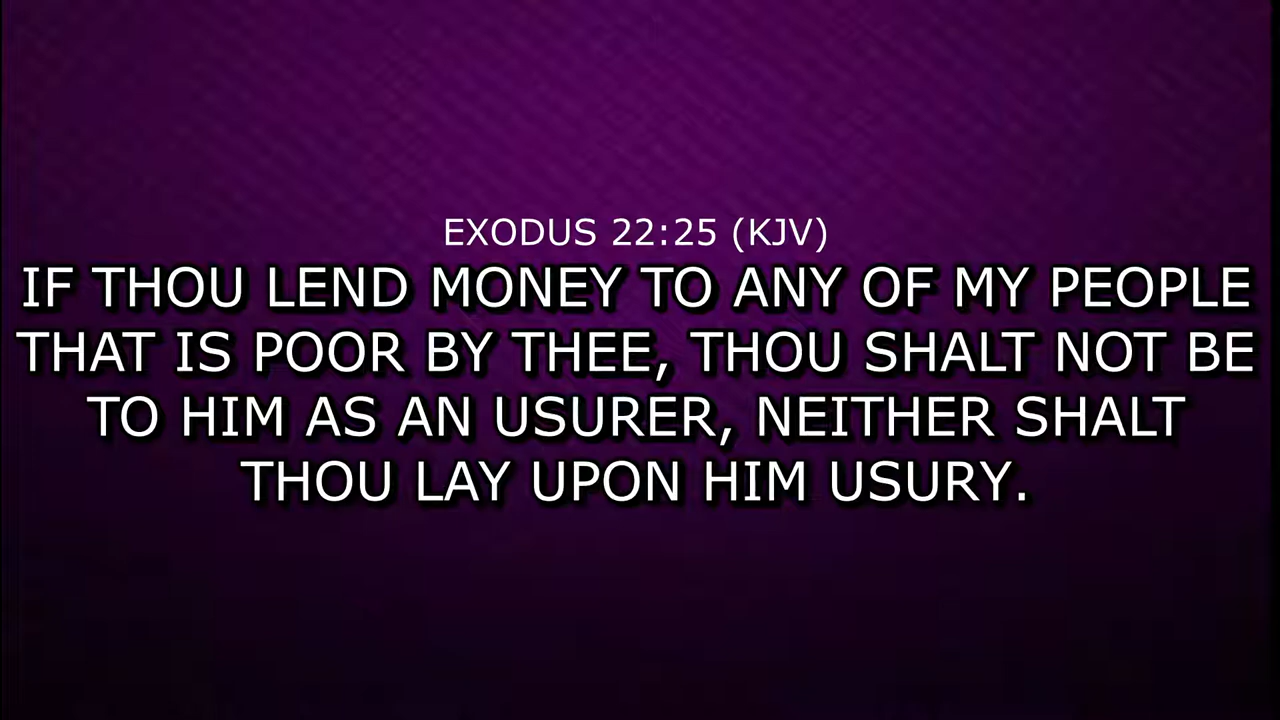 EXODUS 22:25 (KJV)
IF THOU LEND MONEY TO ANY OF MY PEOPLE
THAT IS POOR BY THEE, THOU SHALT NOT BE
TO HIM AS AN USURER, NEITHER SHALT
THOU LAY UPON HIM USURY.